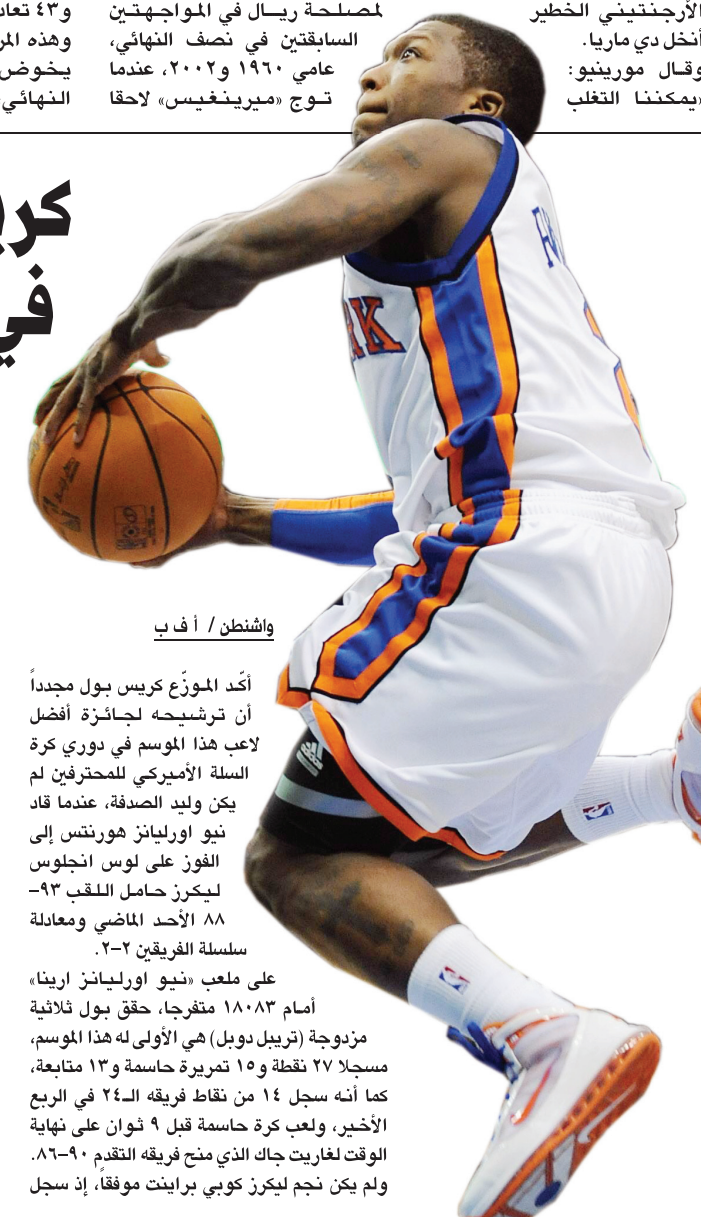 الأرجنتيني الخطير
أنخل دي ماريا.
وقال مورينيو:
«يمكننا التغلب
لمصلحة ريال في المواجهتين
السابقتين في نصف النهائي،
عامي ١٩٦٠ و٢٠٠٢، عندما
توج «ميرينغيس» لاحقا
و٤٣
وهذه
يخوض
النهائي
في
RK
واشنطن / أ ف ب
أكّد الموزّع كريس بول مجدداً
أن ترشيحه لجائزة أفضل
لاعب هذا الموسم في دوري كرة
السلة الأميركي للمحترفين لم
يكن وليد الصدفة، عندما قاد
نيو اورليانز هورنتس إلى
الفوز على لوس انجلوس
ليكرز حامل اللقب ٩٣-
٨٨ الأحد الماضي ومعادلة
سلسلة الفريقين ٢-٢.
على ملعب «نيو اورليانز ارينا»
أمام ١٨٠٨٣ متفرجا، حقق بول ثلاثية
مزدوجة (تريبل دوبل) هي الأولى له هذا الموسم،
مسجلا ٢٧ نقطة و١٥ تمريرة حاسمة و١٣ متابعة،
كما أنه سجل ١٤ من نقاط فريقه الـ٢٤ في الربع
الأخير، ولعب كرة حاسمة قبل ٩ ثوان على نهاية
الوقت لغاريت جاك الذي منح فريقه التقدم ٩٠-٨٦.
ولم يكن نجم ليكرز كوبي براينت موفقاً، إذ سجل
adidas